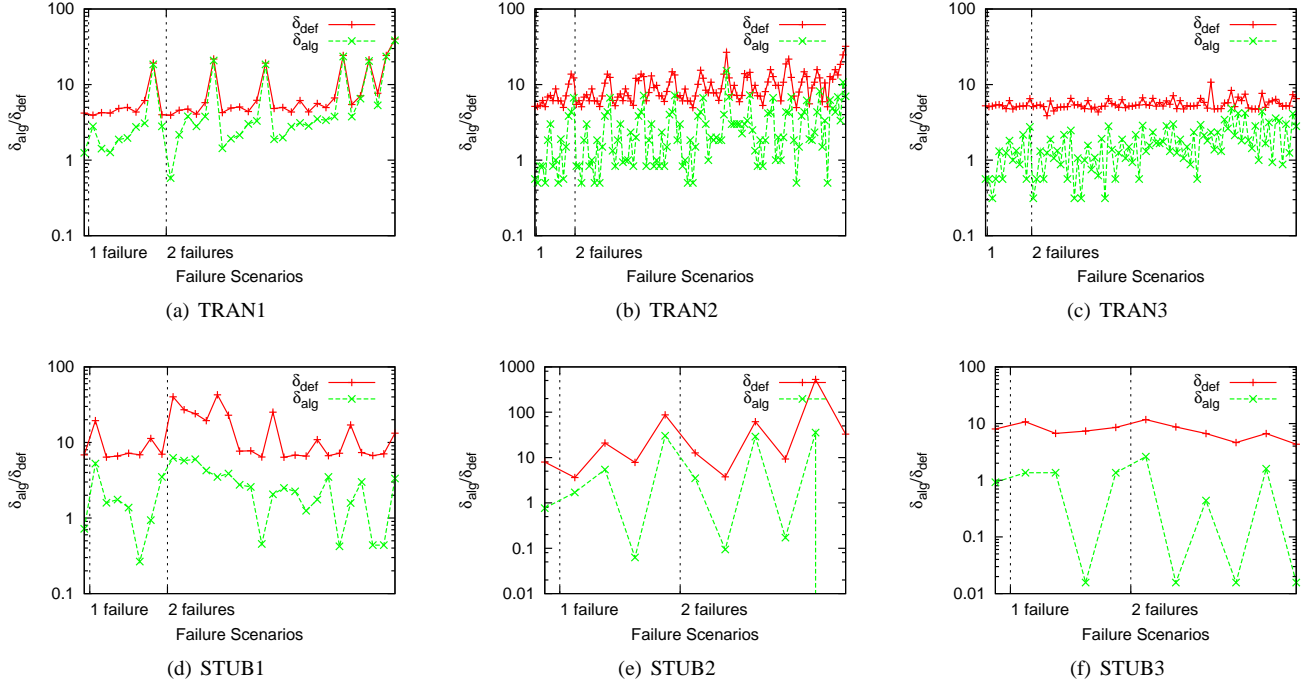 100
10
1
0.1
δalg/δdef
δdef
δalg
1 failure
2 failures
Failure Scenarios
(a) TRAN1
100
10
1
0.1
δalg/δdef
δdef
δalg
1
2 failures
Failure Scenarios
(b) TRAN2
100
10
1
0.1
δalg/δdef
δdef
δalg
1
2 failures
Failure Scenarios
(c) TRAN3
100
10
1
0.1
δalg/δdef
δdef
δalg
1 failure
2 failures
Failure Scenarios
(d) STUB1
1000
100
10
1
0.1
0.01
δalg/δdef
δdef
δalg
1 failure
2 failures
Failure Scenarios
(e) STUB2
100
10
1
0.1
0.01
δalg/δdef
δdef
δalg
1 failure
2 failures
Failure Scenarios
(f) STUB3